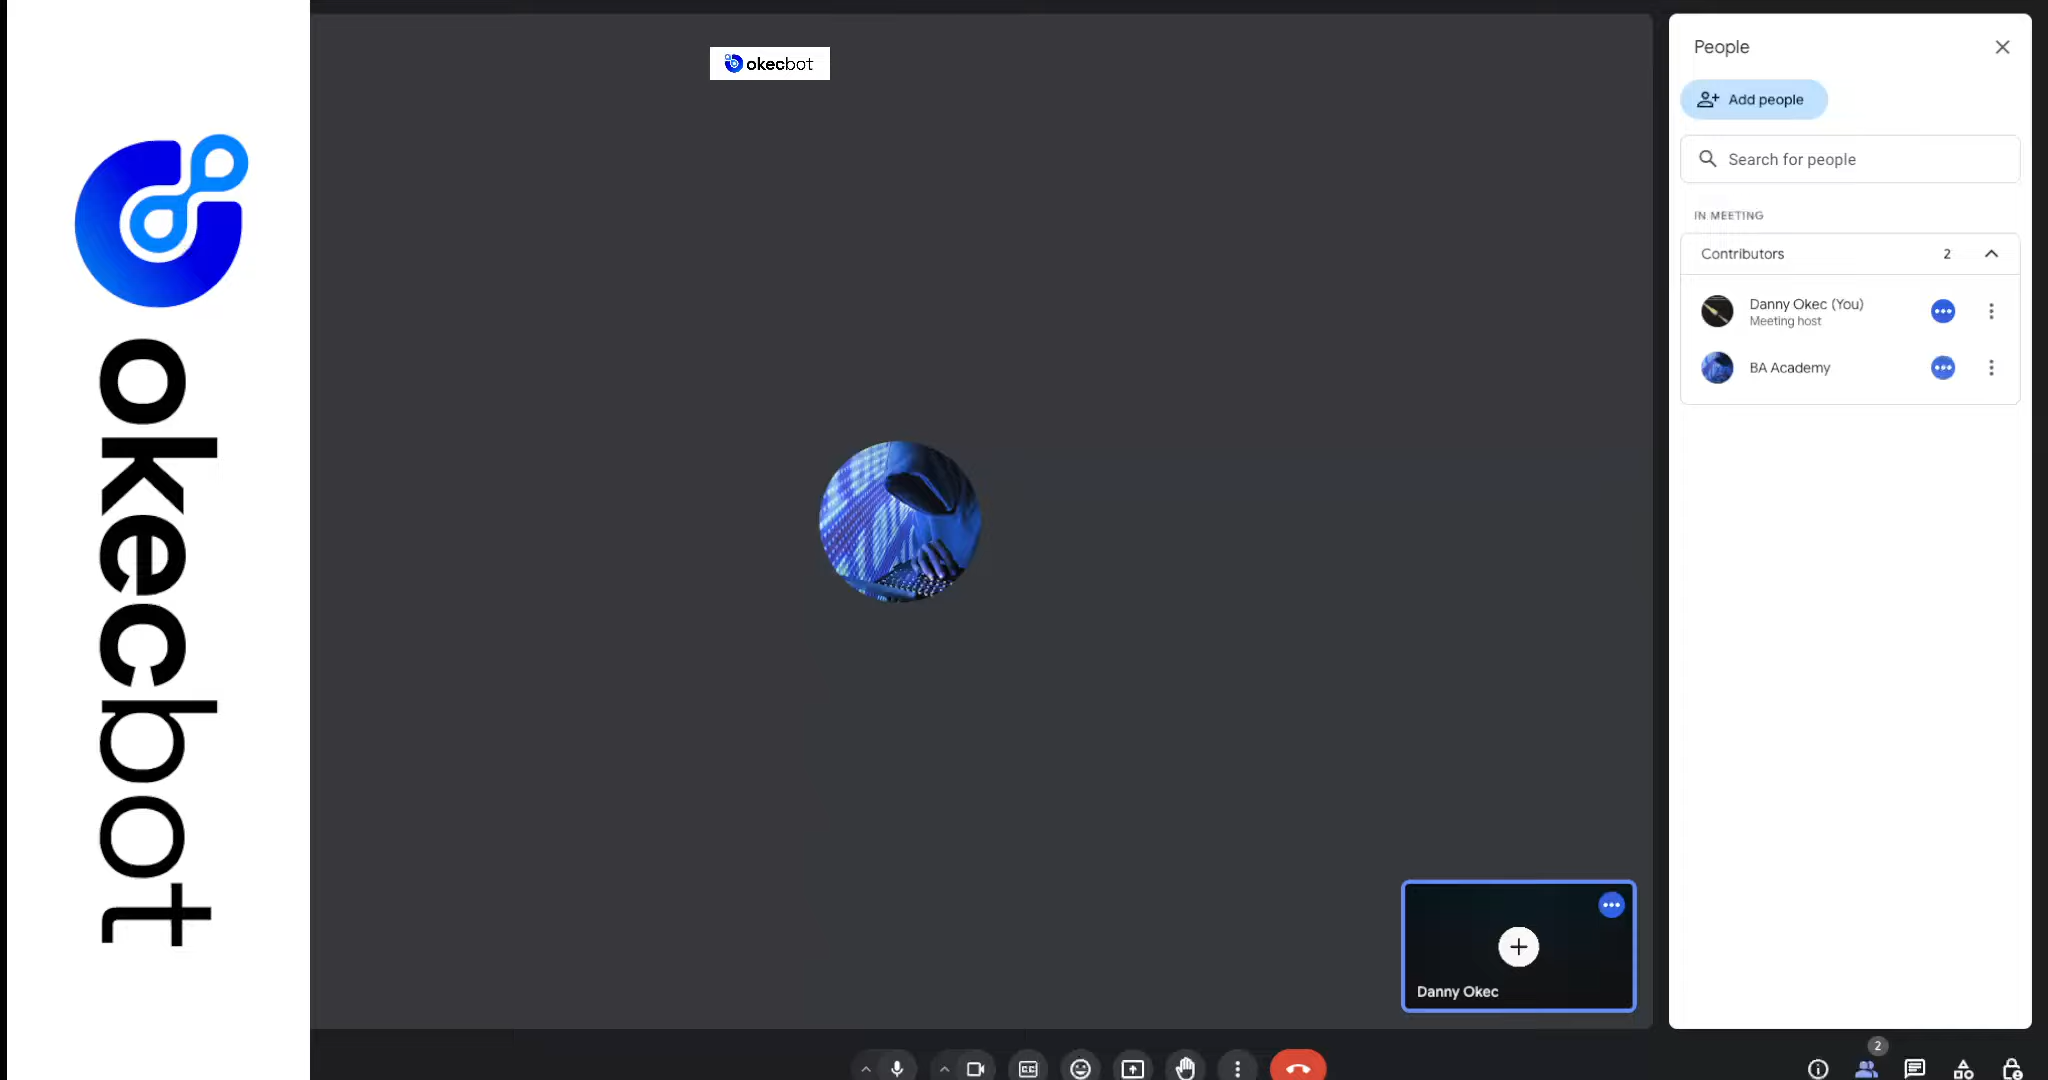 okecbot
okecbot
People
Add people
Search for people
IN MEETING
Contributors 2
Danny Okec (You)
Meeting host
BA Academy
Danny Okec
2